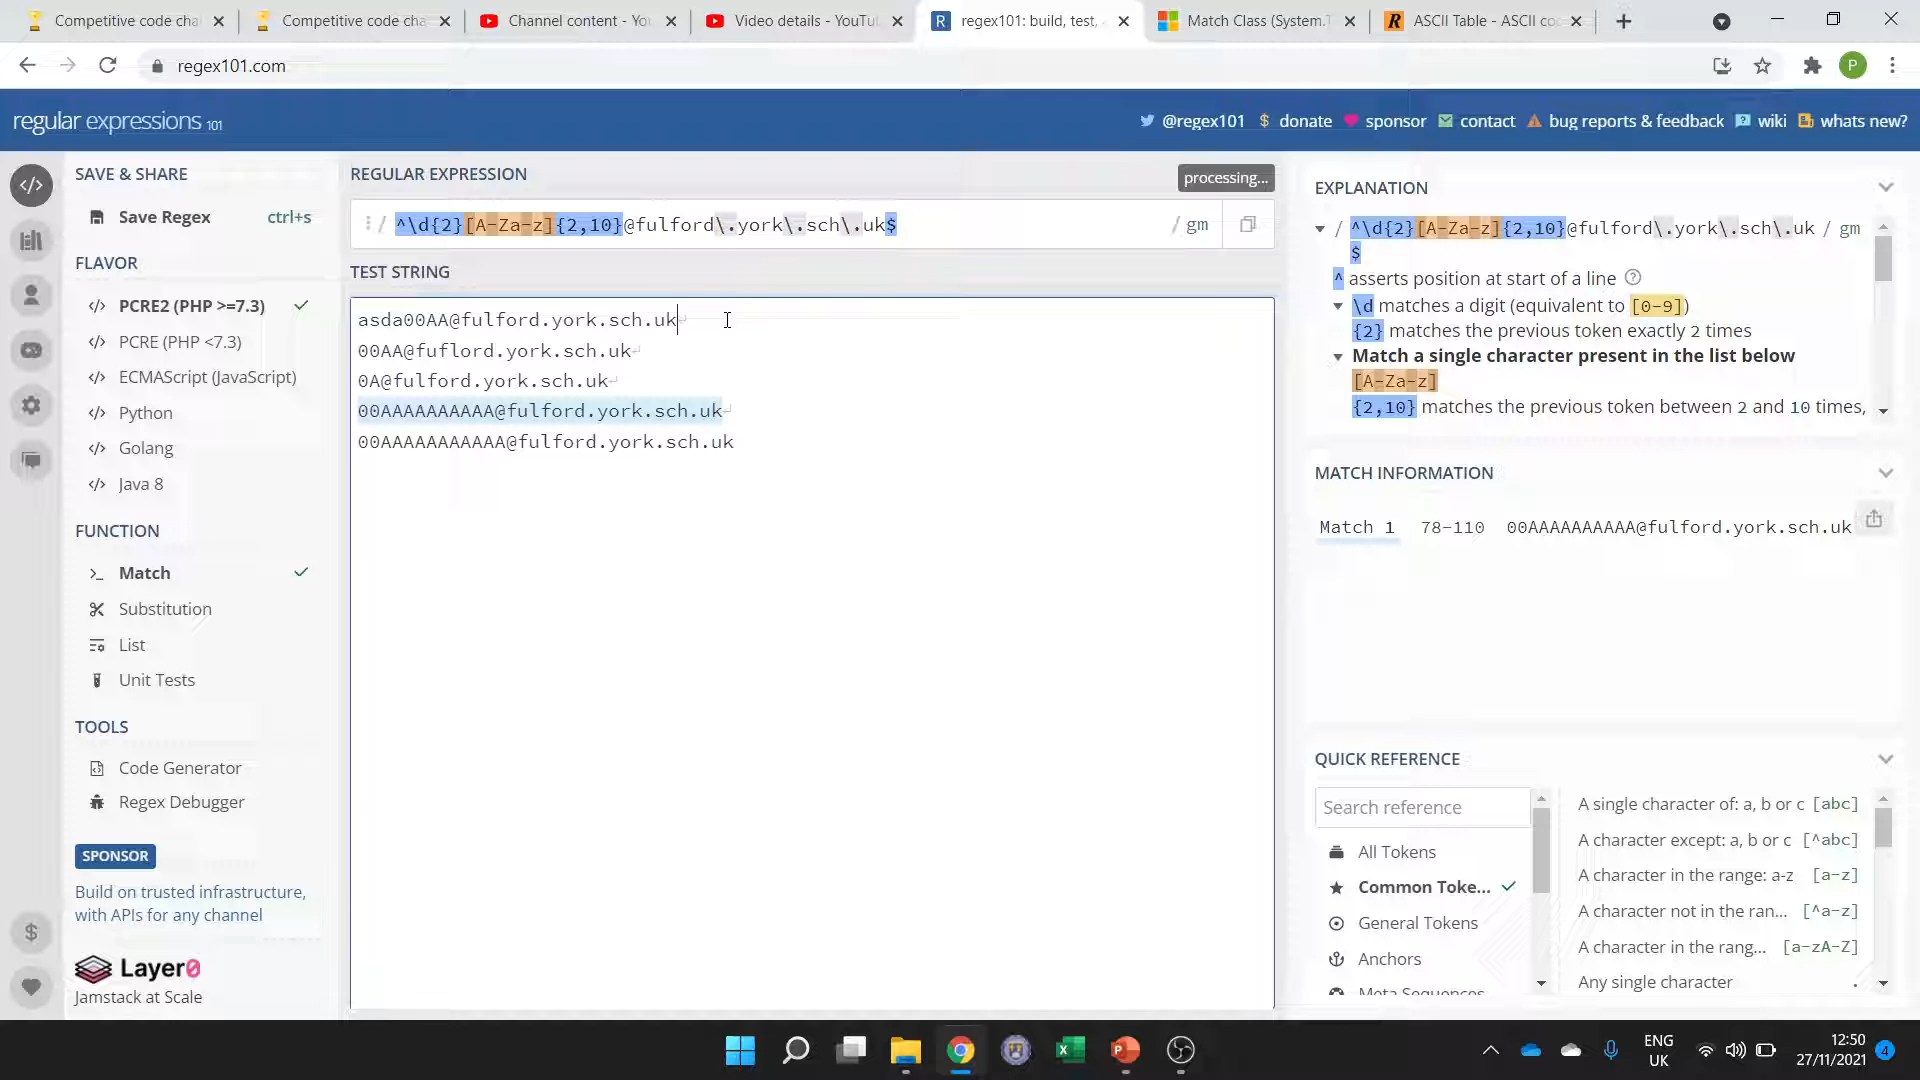 Competitive code cha
Competitive code cha
Channel content - Yo
Video details - YouTu
regex101: build, test,
Match Class (System.T
ASCII Table - ASCII co
regex101.com
P
regular expressions 101
@regex101
$ donate
sponsor
contact
bug reports & feedback
wiki
whats new?
SAVE & SHARE
Save Regex ctrl+s
FLAVOR
PCRE2 (PHP >=7.3)
PCRE (PHP <7.3)
ECMAScript (JavaScript)
Python
Golang
Java 8
FUNCTION
Match
Substitution
List
Unit Tests
TOOLS
Code Generator
Regex Debugger
SPONSOR
Build on trusted infrastructure,
with APIs for any channel
Layer0
Jamstack at Scale
REGULAR EXPRESSION
processing...
/ ^\d{2}[A-Za-z]{2,10}@fulford\.york\.sch\.uk$ / gm
TEST STRING
asda00AA@fulford.york.sch.uk
00AA@fuflord.york.sch.uk
0A@fulford.york.sch.uk
00AAAAAAAAAA@fulford.york.sch.uk
00AAAAAAAAAAA@fulford.york.sch.uk
EXPLANATION
/ ^\d{2}[A-Za-z]{2,10}@fulford\.york\.sch\.uk / gm
$
^ asserts position at start of a line
\d matches a digit (equivalent to [0-9])
{2} matches the previous token exactly 2 times
Match a single character present in the list below
[A-Za-z]
{2,10} matches the previous token between 2 and 10 times,
MATCH INFORMATION
Match 1 78-110 00AAAAAAAAAA@fulford.york.sch.uk
QUICK REFERENCE
Search reference
All Tokens
Common Toke...
General Tokens
Anchors
Meta Sequences
A single character of: a, b or c [abc]
A character except: a, b or c [^abc]
A character in the range: a-z [a-z]
A character not in the ran... [^a-z]
A character in the rang... [a-zA-Z]
Any single character .
ENG
UK
12:50
27/11/2021
4